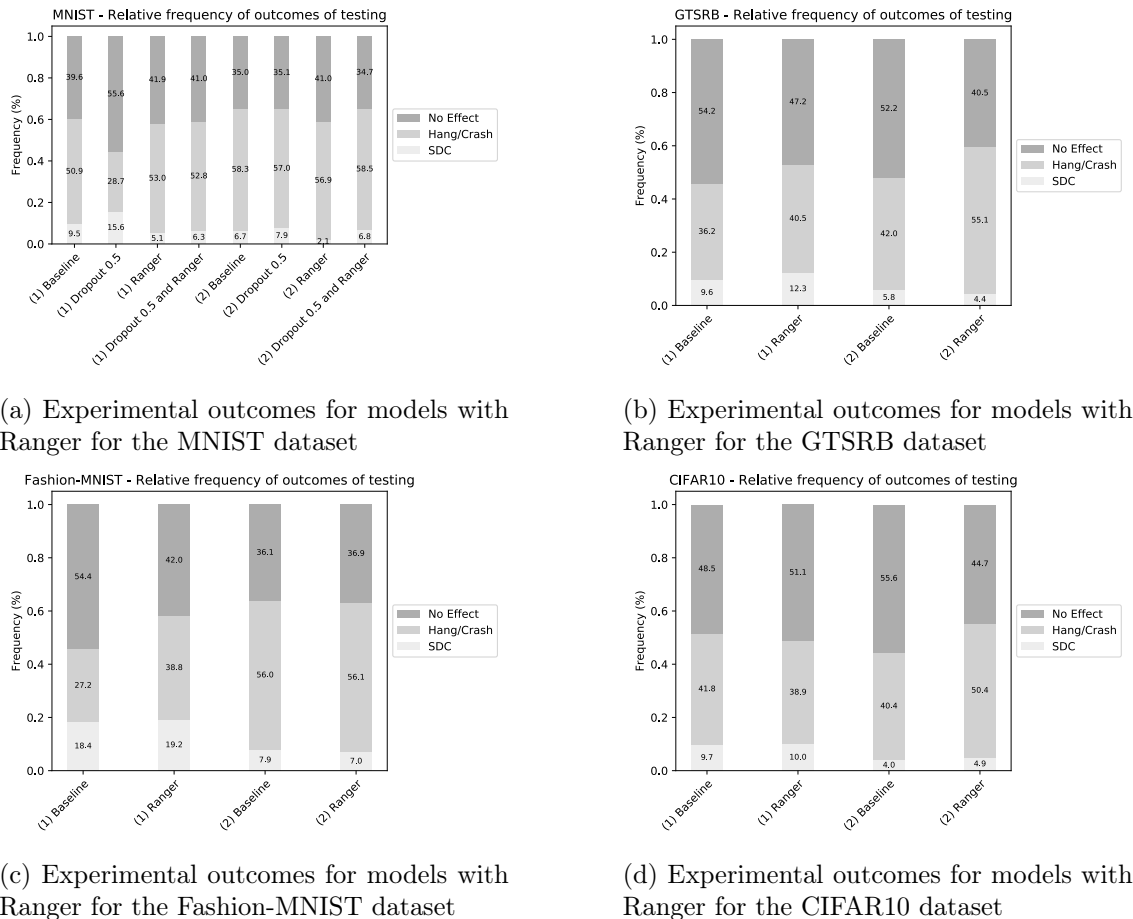 MNIST - Relative frequency of outcomes of testing
Frequency (%)
1.0
0.8
0.6
0.4
0.2
0.0
39.6 55.6 41.9 41.0 35.0 35.1 41.0 34.7
50.9 28.7 53.0 52.8 58.3 57.0 56.9 58.5
9.5 15.6 5.1 6.3 6.7 7.9 2.1 6.8
(1) Baseline
(1) Dropout 0.5
(1) Ranger
(1) Dropout 0.5 and Ranger
(2) Baseline
(2) Dropout 0.5
(2) Ranger
(2) Dropout 0.5 and Ranger
No Effect
Hang/Crash
SDC
(a) Experimental outcomes for models with
Ranger for the MNIST dataset
GTSRB - Relative frequency of outcomes of testing
Frequency (%)
1.0
0.8
0.6
0.4
0.2
0.0
54.2 47.2 52.2 40.5
36.2 40.5 42.0 55.1
9.6 12.3 5.8 4.4
(1) Baseline
(1) Ranger
(2) Baseline
(2) Ranger
No Effect
Hang/Crash
SDC
(b) Experimental outcomes for models with
Ranger for the GTSRB dataset
Fashion-MNIST - Relative frequency of outcomes of testing
Frequency (%)
1.0
0.8
0.6
0.4
0.2
0.0
54.4 42.0 36.1 36.9
27.2 38.8 56.0 56.1
18.4 19.2 7.9 7.0
(1) Baseline
(1) Ranger
(2) Baseline
(2) Ranger
No Effect
Hang/Crash
SDC
(c) Experimental outcomes for models with
Ranger for the Fashion-MNIST dataset
CIFAR10 - Relative frequency of outcomes of testing
Frequency (%)
1.0
0.8
0.6
0.4
0.2
0.0
48.5 51.1 55.6 44.7
41.8 38.9 40.4 50.4
9.7 10.0 4.0 4.9
(1) Baseline
(1) Ranger
(2) Baseline
(2) Ranger
No Effect
Hang/Crash
SDC
(d) Experimental outcomes for models with
Ranger for the CIFAR10 dataset